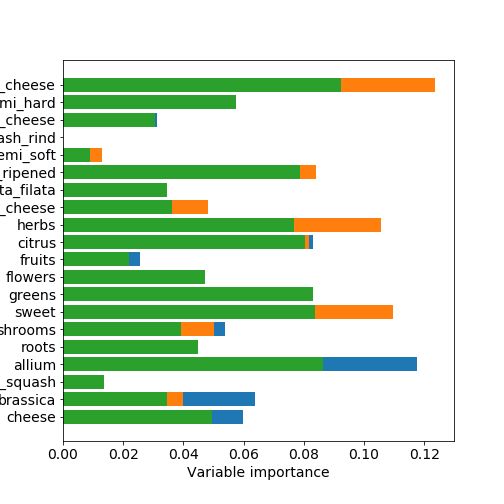 _cheese
mi_hard
_cheese
ash_rind
emi_soft
_ripened
ta_filata
_cheese
herbs
citrus
fruits
flowers
greens
sweet
shrooms
roots
allium
_squash
brassica
cheese
0.00 0.02 0.04 0.06 0.08 0.10 0.12
Variable importance